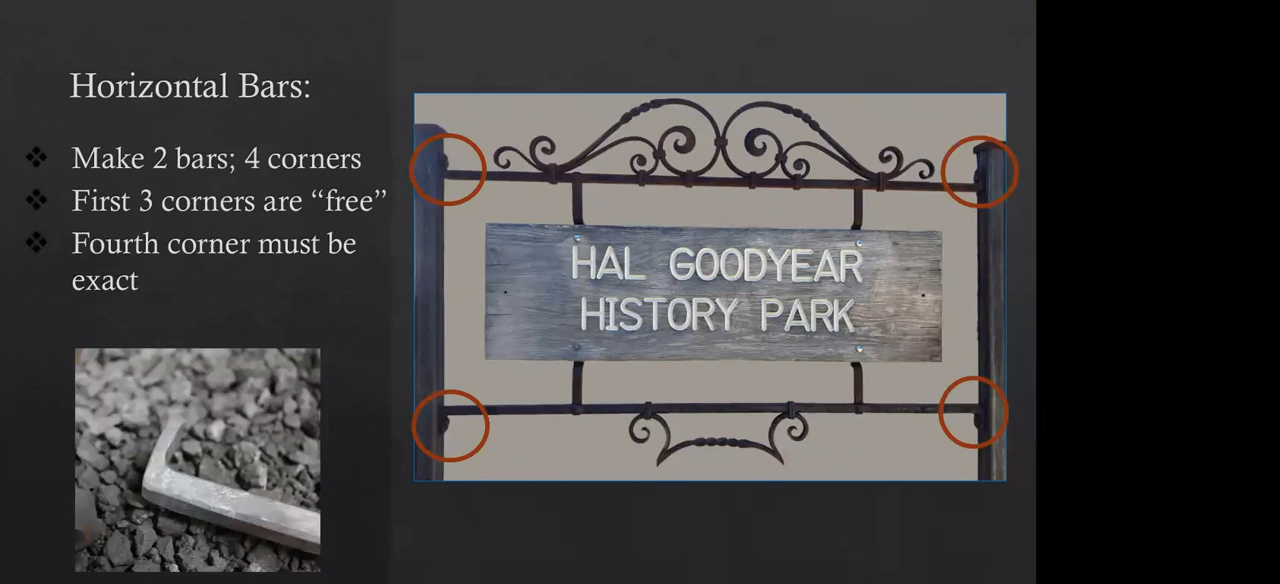 Horizontal Bars:
Make 2 bars; 4 corners
First 3 corners are “free”
Fourth corner must be
exact
HAL GOODYEAR
HISTORY PARK